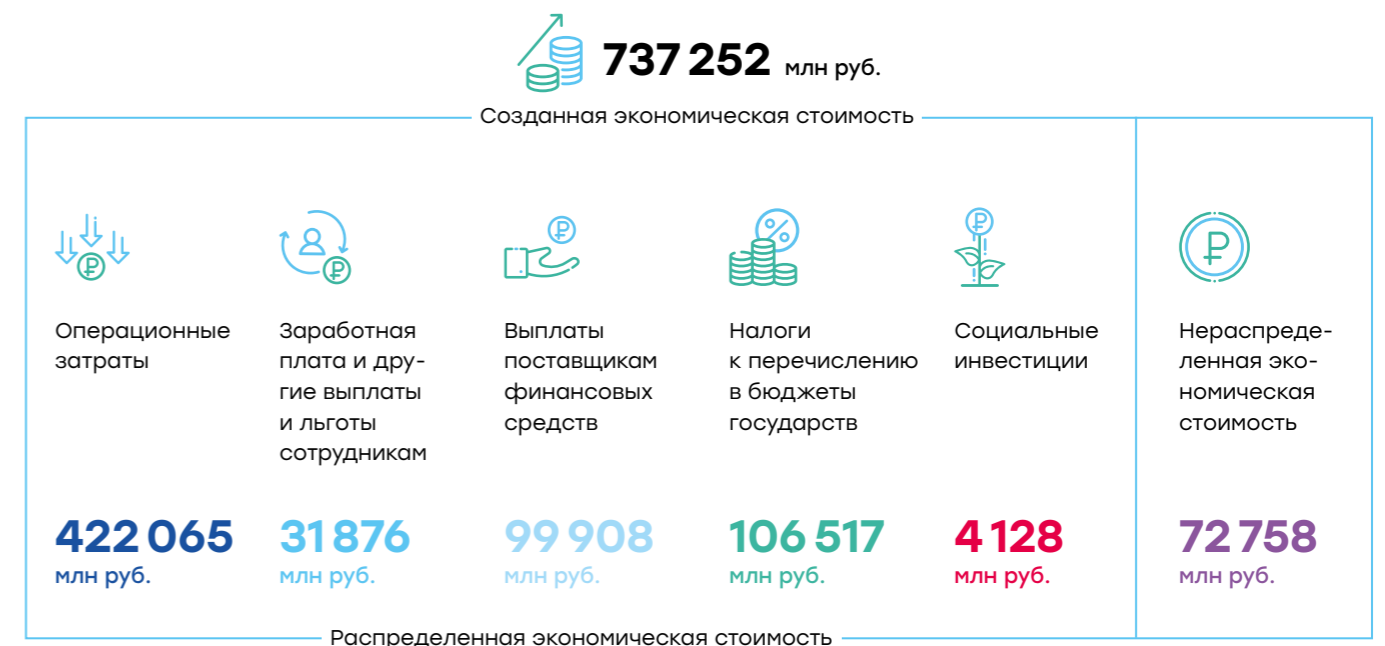 737 252 млн руб.
Созданная экономическая стоимость
Операционные
затраты
422 065
млн руб.
Заработная
плата и дру-
гие выплаты
и льготы
сотрудникам
31 876
млн руб.
Выплаты
поставщикам
финансовых
средств
99 908
млн руб.
Налоги
к перечислению
в бюджеты
государств
106 517
млн руб.
Социальные
инвестиции
4 128
млн руб.
Нераспреде-
ленная эко-
номическая
стоимость
72 758
млн руб.
Распределенная экономическая стоимость